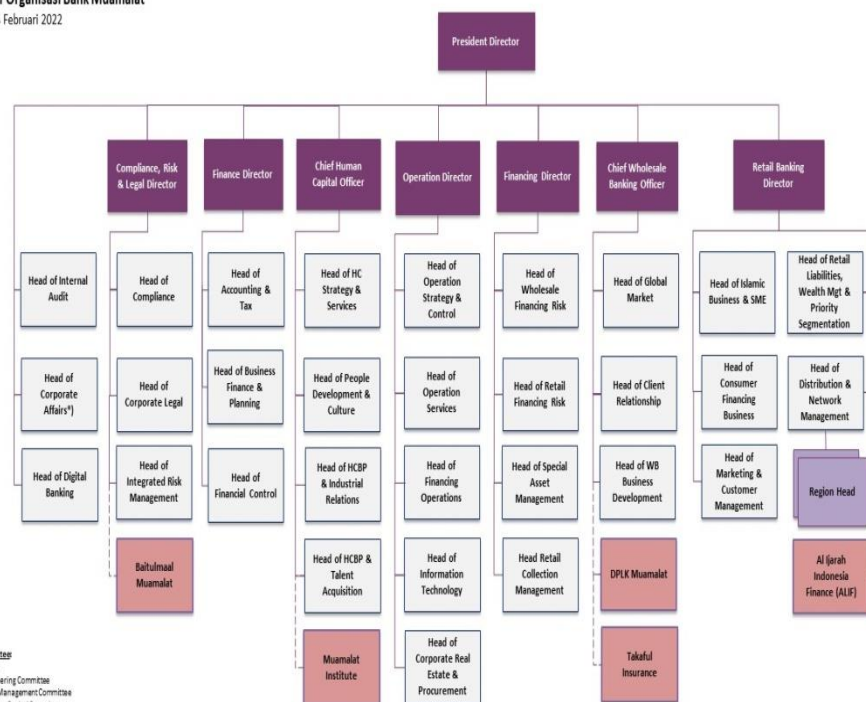 Organisasi Bank Muamalat
Februari 2022
President Director
Compliance, Risk
& Legal Director
Finance Director
Chief Human
Capital Officer
Operation Director
Financing Director
Chief Wholesale
Banking Officer
Retail Banking
Director
Head of Internal
Audit
Head of
Compliance
Head of
Accounting &
Tax
Head of HC
Strategy &
Services
Head of
Operation
Strategy &
Control
Head of
Wholesale
Financing Risk
Head of Global
Market
Head of Islamic
Business & SME
Head of Retail
Liabilities,
Wealth Mgt &
Priority
Segmentation
Head of
Corporate
Affairs*)
Head of
Corporate Legal
Head of Business
Finance &
Planning
Head of People
Development &
Culture
Head of
Operation
Services
Head of Retail
Financing Risk
Head of Client
Relationship
Head of
Consumer
Financing
Business
Head of
Distribution &
Network
Management
Head of Digital
Banking
Head of
Integrated Risk
Management
Head of
Financial Control
Head of HCBP
& Industrial
Relations
Head of
Financing
Operations
Head of Special
Asset
Management
Head of WB
Business
Development
Head of
Marketing &
Customer
Management
Region Head
Baitulmaal
Muamalat
Head of HCBP &
Talent
Acquisition
Head of
Information
Technology
Head Retail
Collection
Management
DPLK Muamalat
Al Ijarah
Indonesia
Finance (ALIF)
Muamalat
Institute
Head of
Corporate Real
Estate &
Procurement
Takaful
Insurance
ering Committee
Management Committee